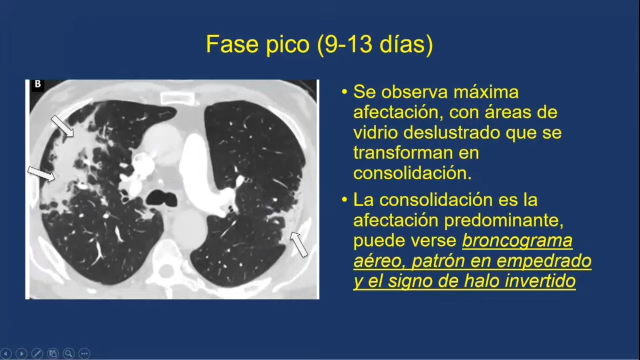 Fase pico (9-13 días)
B
• Se observa máxima
afectación, con áreas de
vidrio deslustrado que se
transforman en
consolidación.
• La consolidación es la
afectación predominante,
puede verse broncograma
aéreo, patrón en empedrado
y el signo de halo invertido